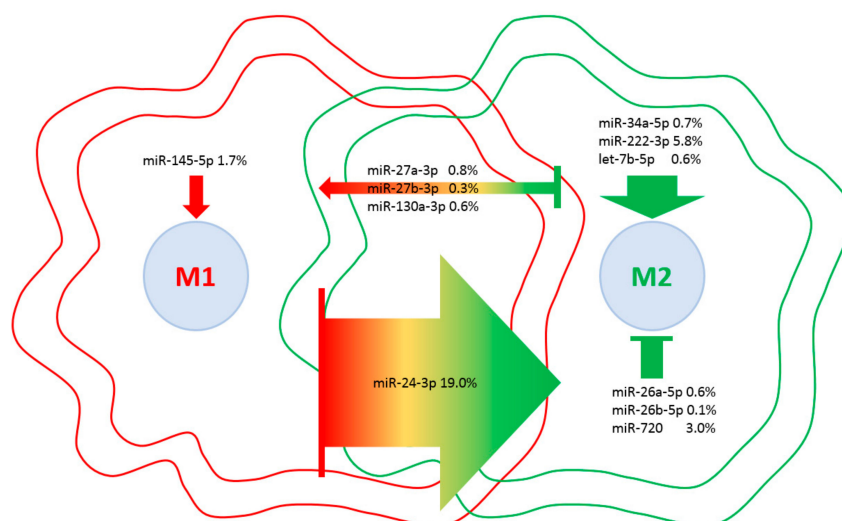 miR-145-5p 1.7%
M1
miR-27a-3p 0.8%
miR-27b-3p 0.3%
miR-130a-3p 0.6%
miR-34a-5p 0.7%
miR-222-3p 5.8%
let-7b-5p 0.6%
M2
miR-24-3p 19.0%
miR-26a-5p 0.6%
miR-26b-5p 0.1%
miR-720 3.0%